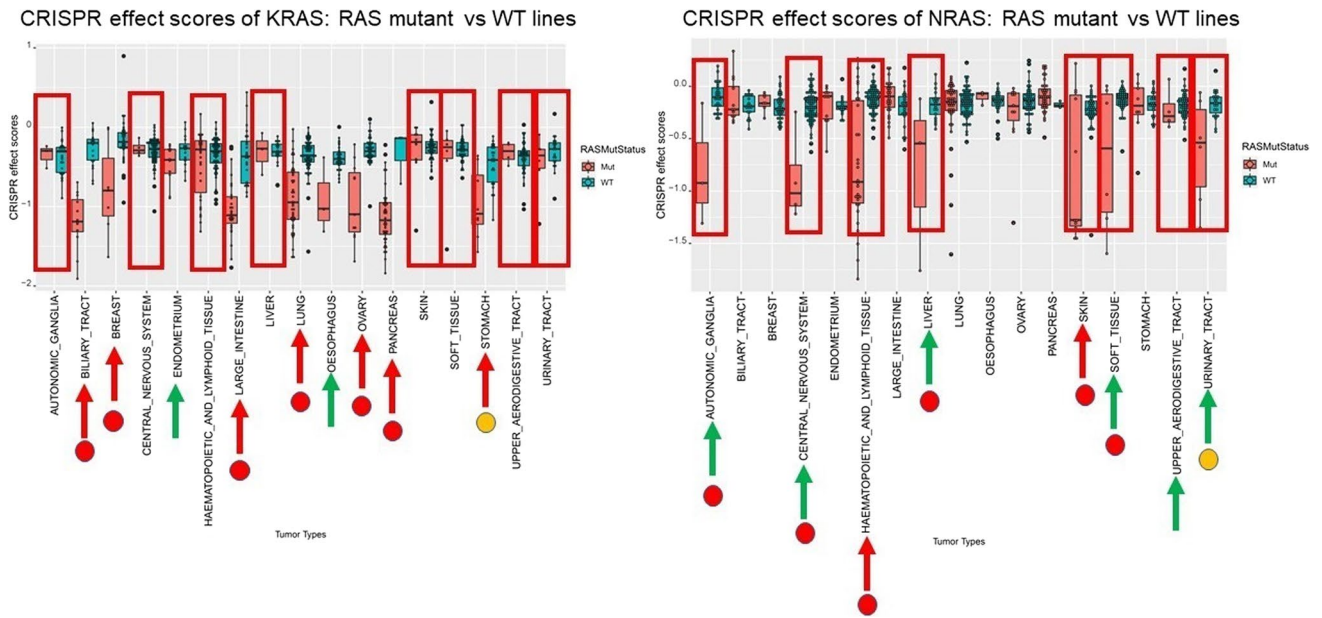 CRISPR effect scores of KRAS: RAS mutant vs WT lines
CRISPR effect scores
1
0
−1
−2
AUTONOMIC_GANGLIA
BILIARY_TRACT
BREAST
CENTRAL_NERVOUS_SYSTEM
ENDOMETRIUM
HAEMATOPOIETIC_AND_LYMPHOID_TISSUE
LARGE_INTESTINE
LIVER
LUNG
OESOPHAGUS
OVARY
PANCREAS
SKIN
SOFT_TISSUE
STOMACH
UPPER_AERODIGESTIVE_TRACT
URINARY_TRACT
Tumor Types
RASMutStatus
Mut
WT
CRISPR effect scores of NRAS: RAS mutant vs WT lines
CRISPR effect scores
0.0
−0.5
−1.0
−1.5
AUTONOMIC_GANGLIA
BILIARY_TRACT
BREAST
CENTRAL_NERVOUS_SYSTEM
ENDOMETRIUM
HAEMATOPOIETIC_AND_LYMPHOID_TISSUE
LARGE_INTESTINE
LIVER
LUNG
OESOPHAGUS
OVARY
PANCREAS
SKIN
SOFT_TISSUE
STOMACH
UPPER_AERODIGESTIVE_TRACT
URINARY_TRACT
Tumor Types
RASMutStatus
Mut
WT